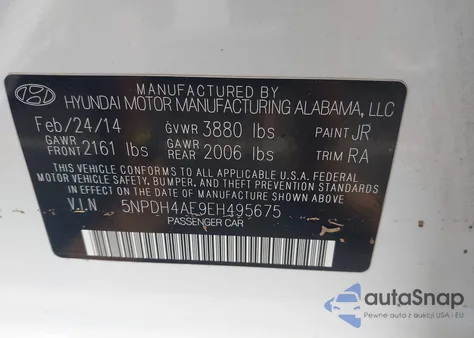 MANUFACTURED BY
HYUNDAI MOTOR MANUFACTURING ALABAMA, LLC
Feb/24/14 GVWR 3880 lbs PAINT JR
GAWR FRONT 2161 lbs GAWR REAR 2006 lbs TRIM RA
THIS VEHICLE CONFORMS TO ALL APPLICABLE U.S.A. FEDERAL
MOTOR VEHICLE SAFETY, BUMPER, AND THEFT PREVENTION STANDARDS
IN EFFECT ON THE DATE OF MANUFACTURE SHOWN ABOVE.
V.I.N 5NPDH4AE9EH495675
PASSENGER CAR
autoSnap
Pewne auta z aukcji USA i EU